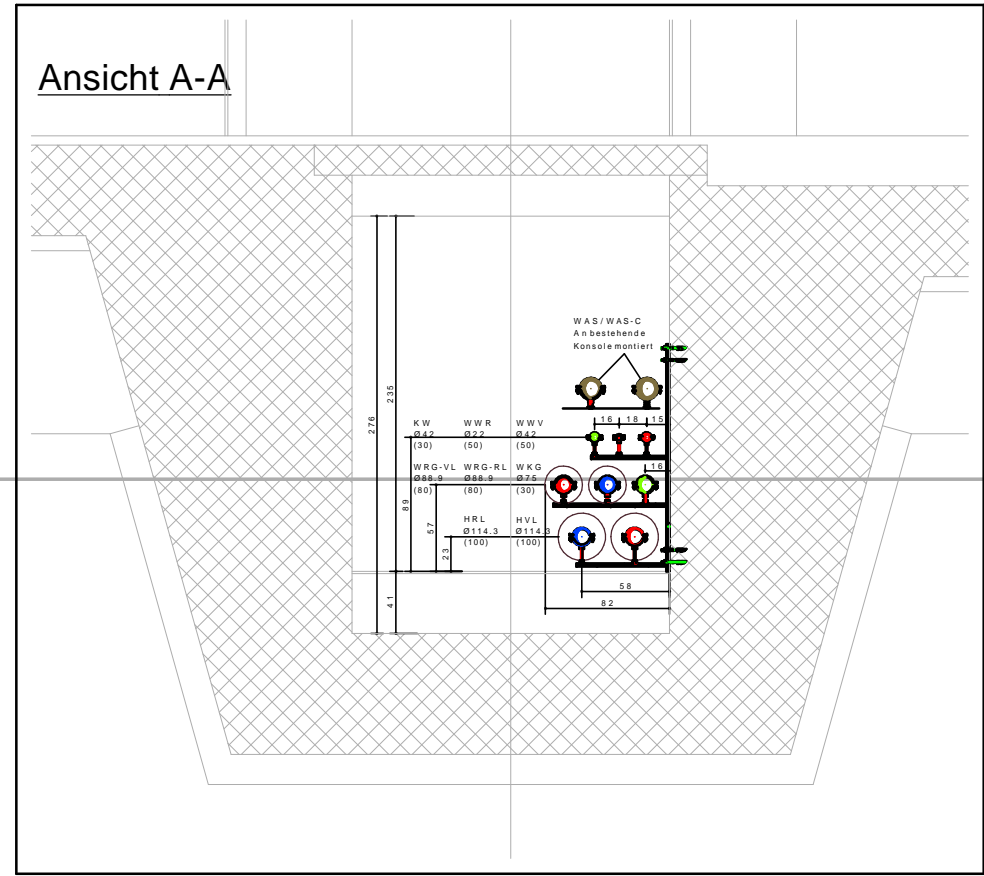 Ansicht A-A
WAS/WAS-C
An bestehende
Konsole montiert
276
235
16 18 15
KW WWR WWV
Ø42 Ø22 Ø42
(30) (50) (50)
16
WRG-VL WRG-RL WKG
Ø88.9 Ø88.9 Ø75
(80) (80) (30)
89
57
HRL HVL
Ø114.3 Ø114.3
(100) (100)
23
58
41
82